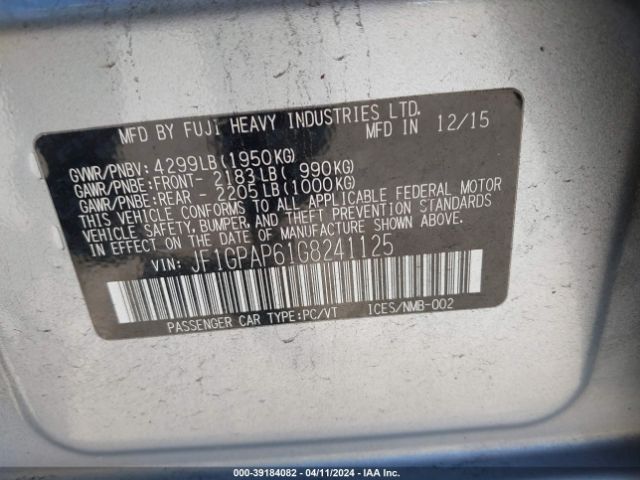 MFD BY FUJI HEAVY INDUSTRIES LTD.
MFD IN 12/15
GVWR/PNBV: 4299LB(1950KG)
GAWR/PNBE:FRONT- 2183LB( 990KG)
GAWR/PNBE:REAR - 2205LB(1000KG)
THIS VEHICLE CONFORMS TO ALL APPLICABLE FEDERAL MOTOR
VEHICLE SAFETY, BUMPER, AND THEFT PREVENTION STANDARDS
IN EFFECT ON THE DATE OF MANUFACTURE SHOWN ABOVE.
VIN: JF1GPAP61G8241125
PASSENGER CAR TYPE:PC/VT ICES/NMB-002
000-39184082 - 04/11/2024 - IAA Inc.